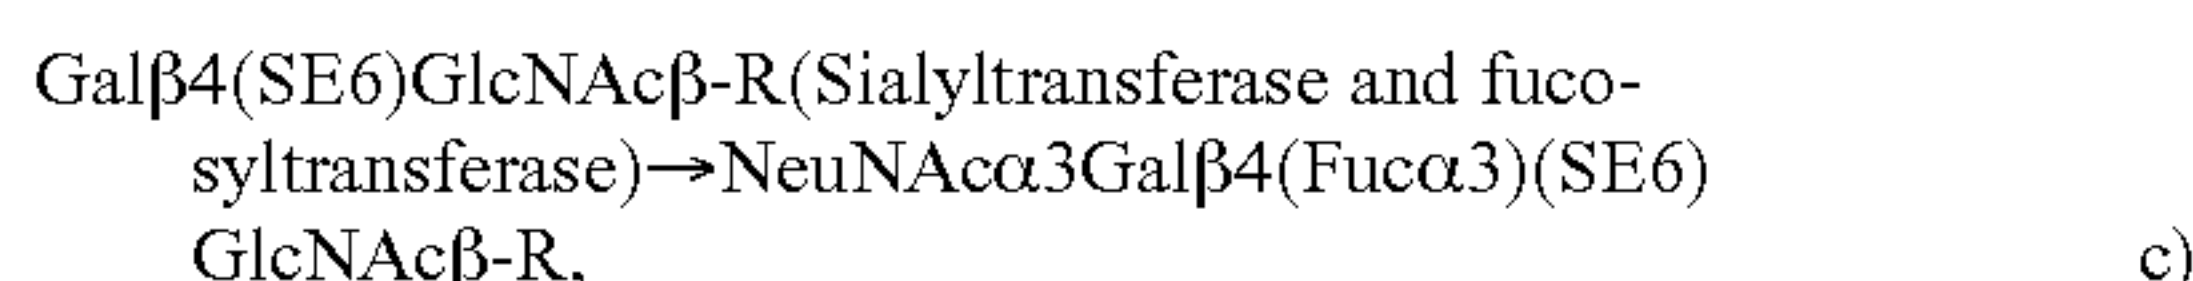 Galβ4(SE6)GlcNAcβ-R(Sialyltransferase and fuco-
syltransferase)→NeuNAcα3Galβ4(Fucα3)(SE6)
GlcNAcβ-R, c)